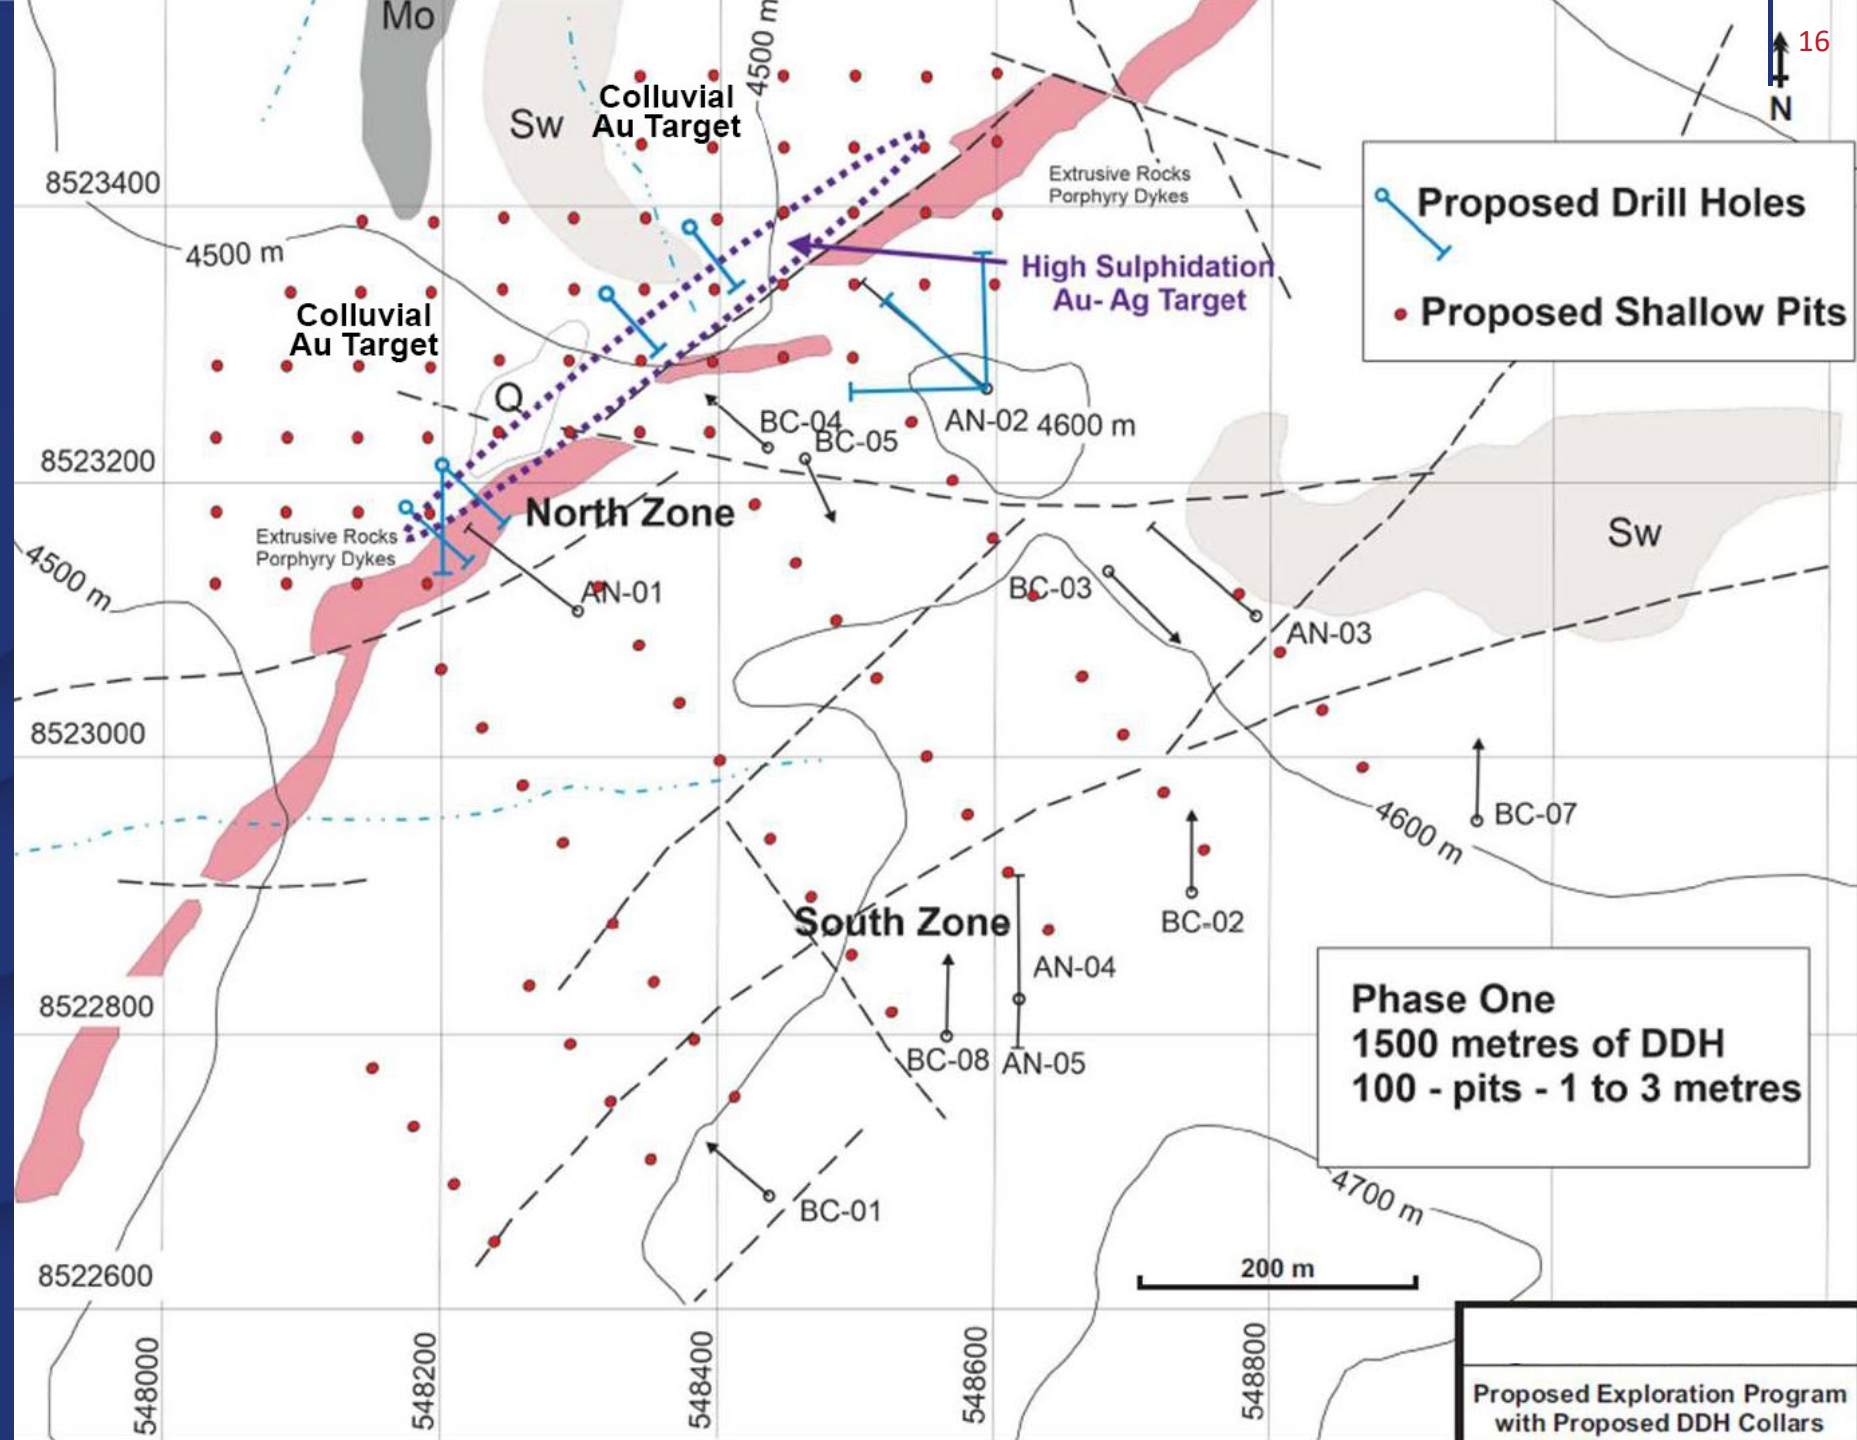 16
N
Mo
Sw
4500 m
Colluvial
Au Target
8523400
4500 m
Extrusive Rocks
Porphyry Dykes
Proposed Drill Holes
Proposed Shallow Pits
High Sulphidation
Au- Ag Target
Colluvial
Au Target
Q
BC-04
BC-05
AN-02
4600 m
8523200
North Zone
Extrusive Rocks
Porphyry Dykes
Sw
4500 m
AN-01
BC-03
AN-03
8523000
4600 m
BC-07
BC-02
South Zone
AN-04
8522800
BC-08
AN-05
Phase One
1500 metres of DDH
100 - pits - 1 to 3 metres
BC-01
4700 m
8522600
200 m
548000
548200
548400
548600
548800
Proposed Exploration Program
with Proposed DDH Collars